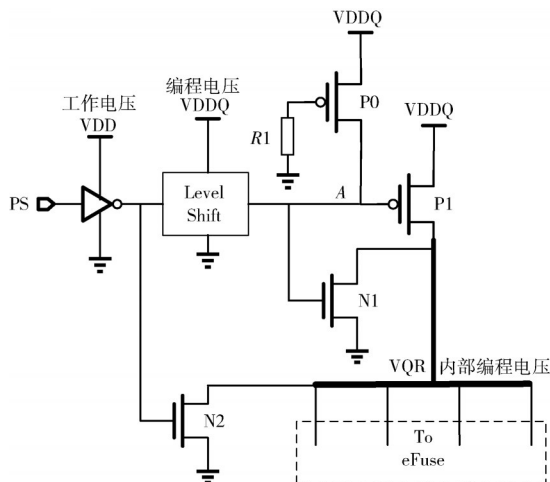 VDDQ
工作电压
VDD
编程电压
VDDQ
P0
VDDQ
R1
PS
Level
Shift
A
P1
N1
VQR 内部编程电压
N2
To
eFuse